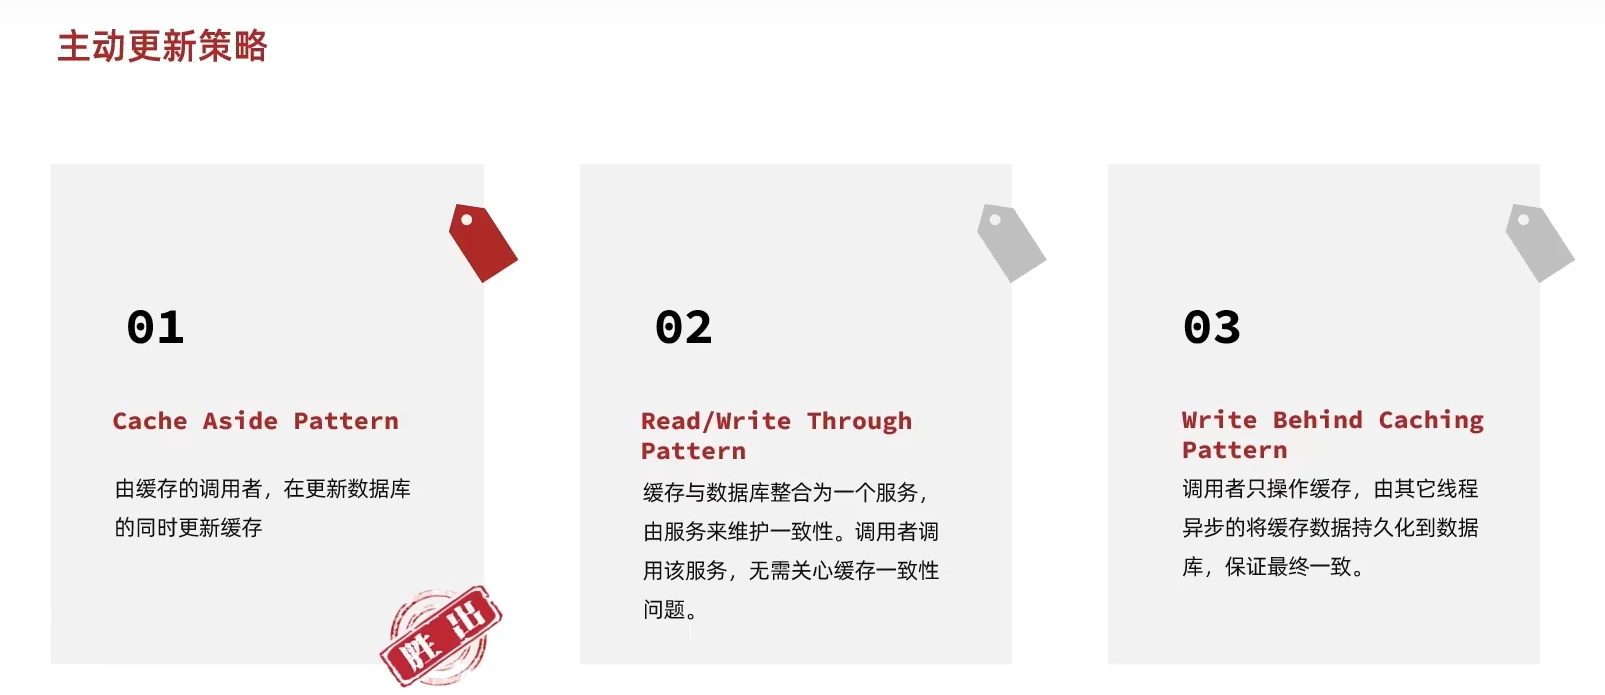 主动更新策略
01
Cache Aside Pattern
由缓存的调用者，在更新数据库
的同时更新缓存
胜出
02
Read/Write Through
Pattern
缓存与数据库整合为一个服务，
由服务来维护一致性。调用者调
用该服务，无需关心缓存一致性
问题。
03
Write Behind Caching
Pattern
调用者只操作缓存，由其它线程
异步的将缓存数据持久化到数据
库，保证最终一致。